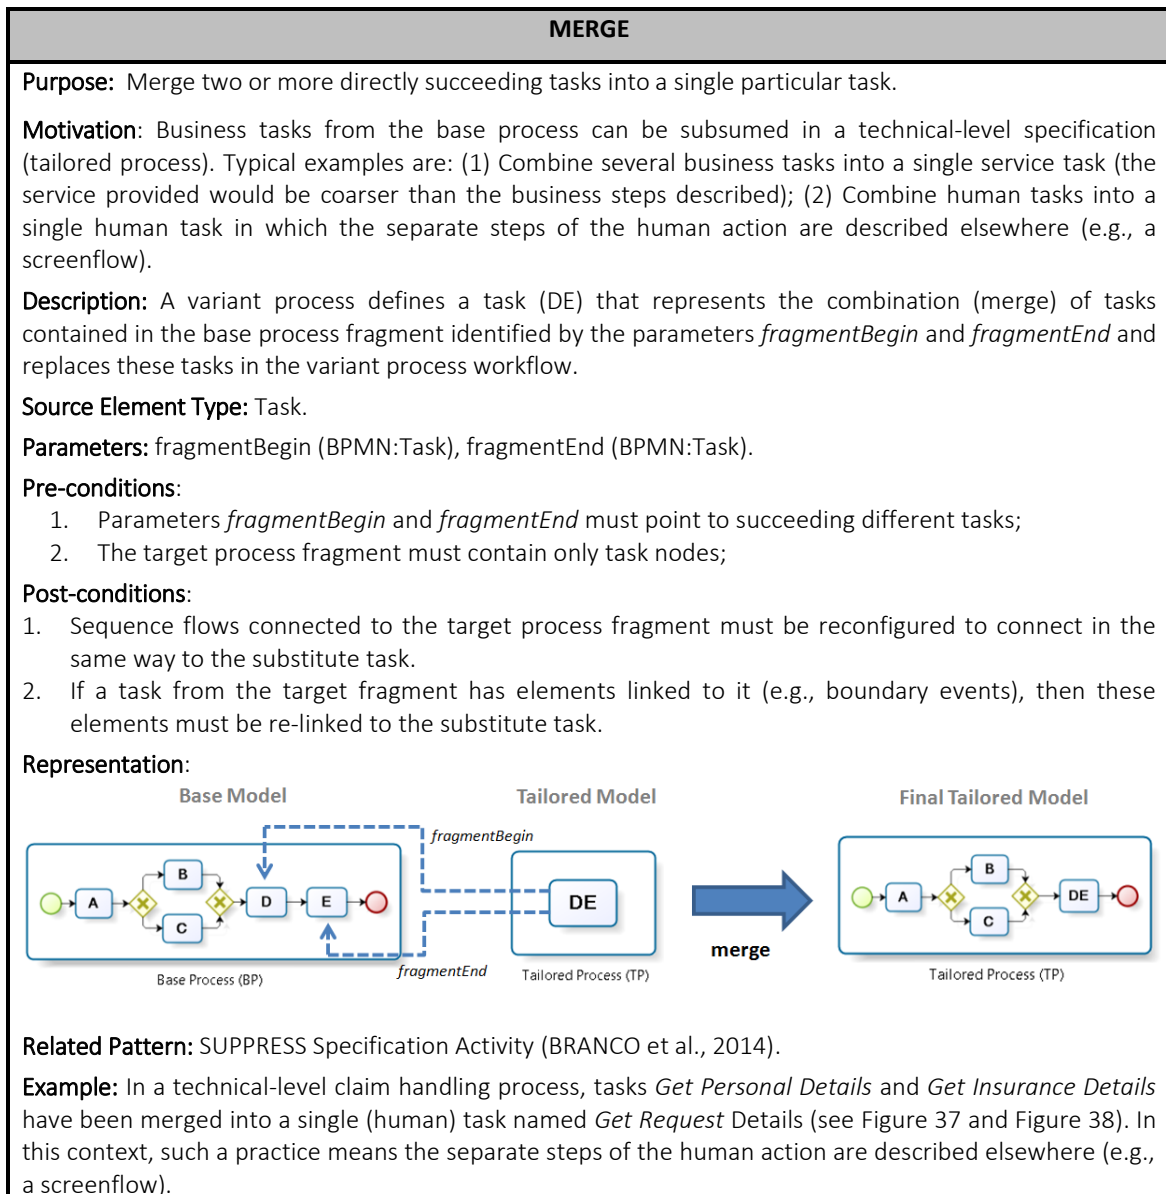 MERGE
Purpose: Merge two or more directly succeeding tasks into a single particular task.
Motivation: Business tasks from the base process can be subsumed in a technical-level specification
(tailored process). Typical examples are: (1) Combine several business tasks into a single service task (the
service provided would be coarser than the business steps described); (2) Combine human tasks into a
single human task in which the separate steps of the human action are described elsewhere (e.g., a
screenflow).
Description: A variant process defines a task (DE) that represents the combination (merge) of tasks
contained in the base process fragment identified by the parameters fragmentBegin and fragmentEnd and
replaces these tasks in the variant process workflow.
Source Element Type: Task.
Parameters: fragmentBegin (BPMN:Task), fragmentEnd (BPMN:Task).
Pre-conditions:
1. Parameters fragmentBegin and fragmentEnd must point to succeeding different tasks;
2. The target process fragment must contain only task nodes;
Post-conditions:
1. Sequence flows connected to the target process fragment must be reconfigured to connect in the
same way to the substitute task.
2. If a task from the target fragment has elements linked to it (e.g., boundary events), then these
elements must be re-linked to the substitute task.
Representation:
Base Model
A
B
C
D
E
Base Process (BP)
fragmentBegin
fragmentEnd
Tailored Model
DE
Tailored Process (TP)
merge
Final Tailored Model
A
B
C
DE
Tailored Process (TP)
Related Pattern: SUPPRESS Specification Activity (BRANCO et al., 2014).
Example: In a technical-level claim handling process, tasks Get Personal Details and Get Insurance Details
have been merged into a single (human) task named Get Request Details (see Figure 37 and Figure 38). In
this context, such a practice means the separate steps of the human action are described elsewhere (e.g.,
a screenflow).